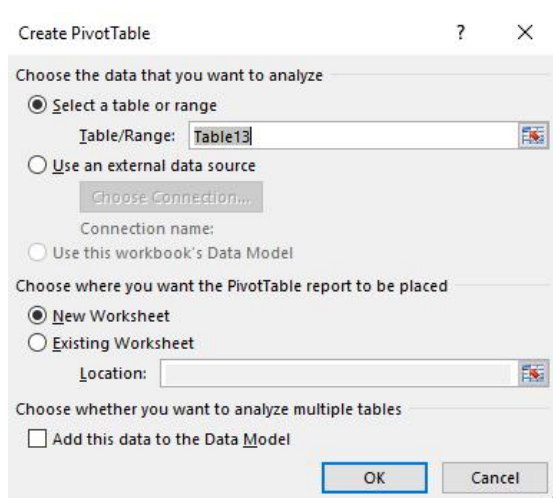 Create PivotTable ?
Choose the data that you want to analyze
Select a table or range
Table/Range: Table13
Use an external data source
Choose Connection...
Connection name:
Use this workbook's Data Model
Choose where you want the PivotTable report to be placed
New Worksheet
Existing Worksheet
Location:
Choose whether you want to analyze multiple tables
Add this data to the Data Model
OK Cancel